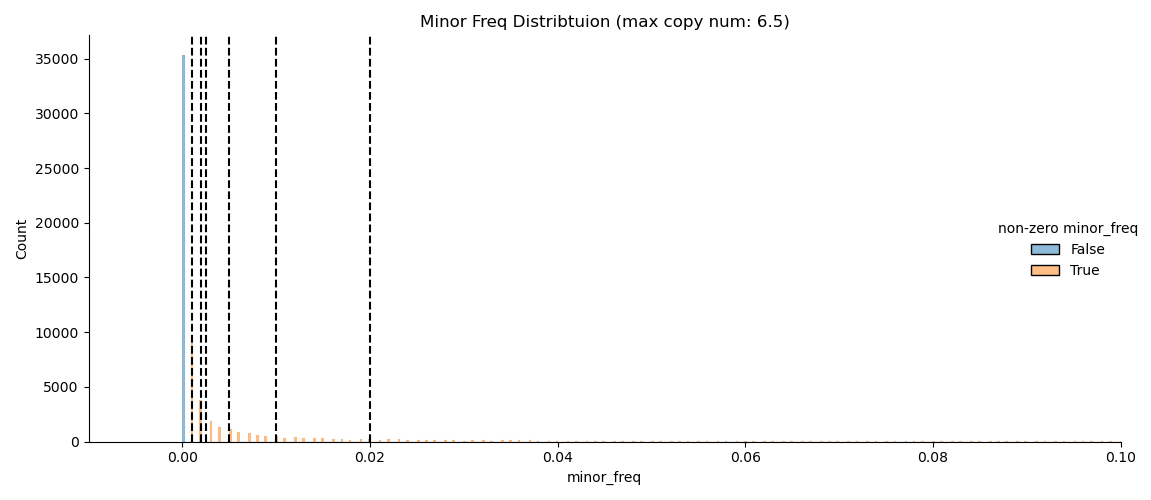 Minor Freq Distribtuion (max copy num: 6.5)
35000
30000
25000
20000
15000
10000
5000
0
Count
0.00 0.02 0.04 0.06 0.08 0.10
minor_freq
non-zero minor_freq
False
True